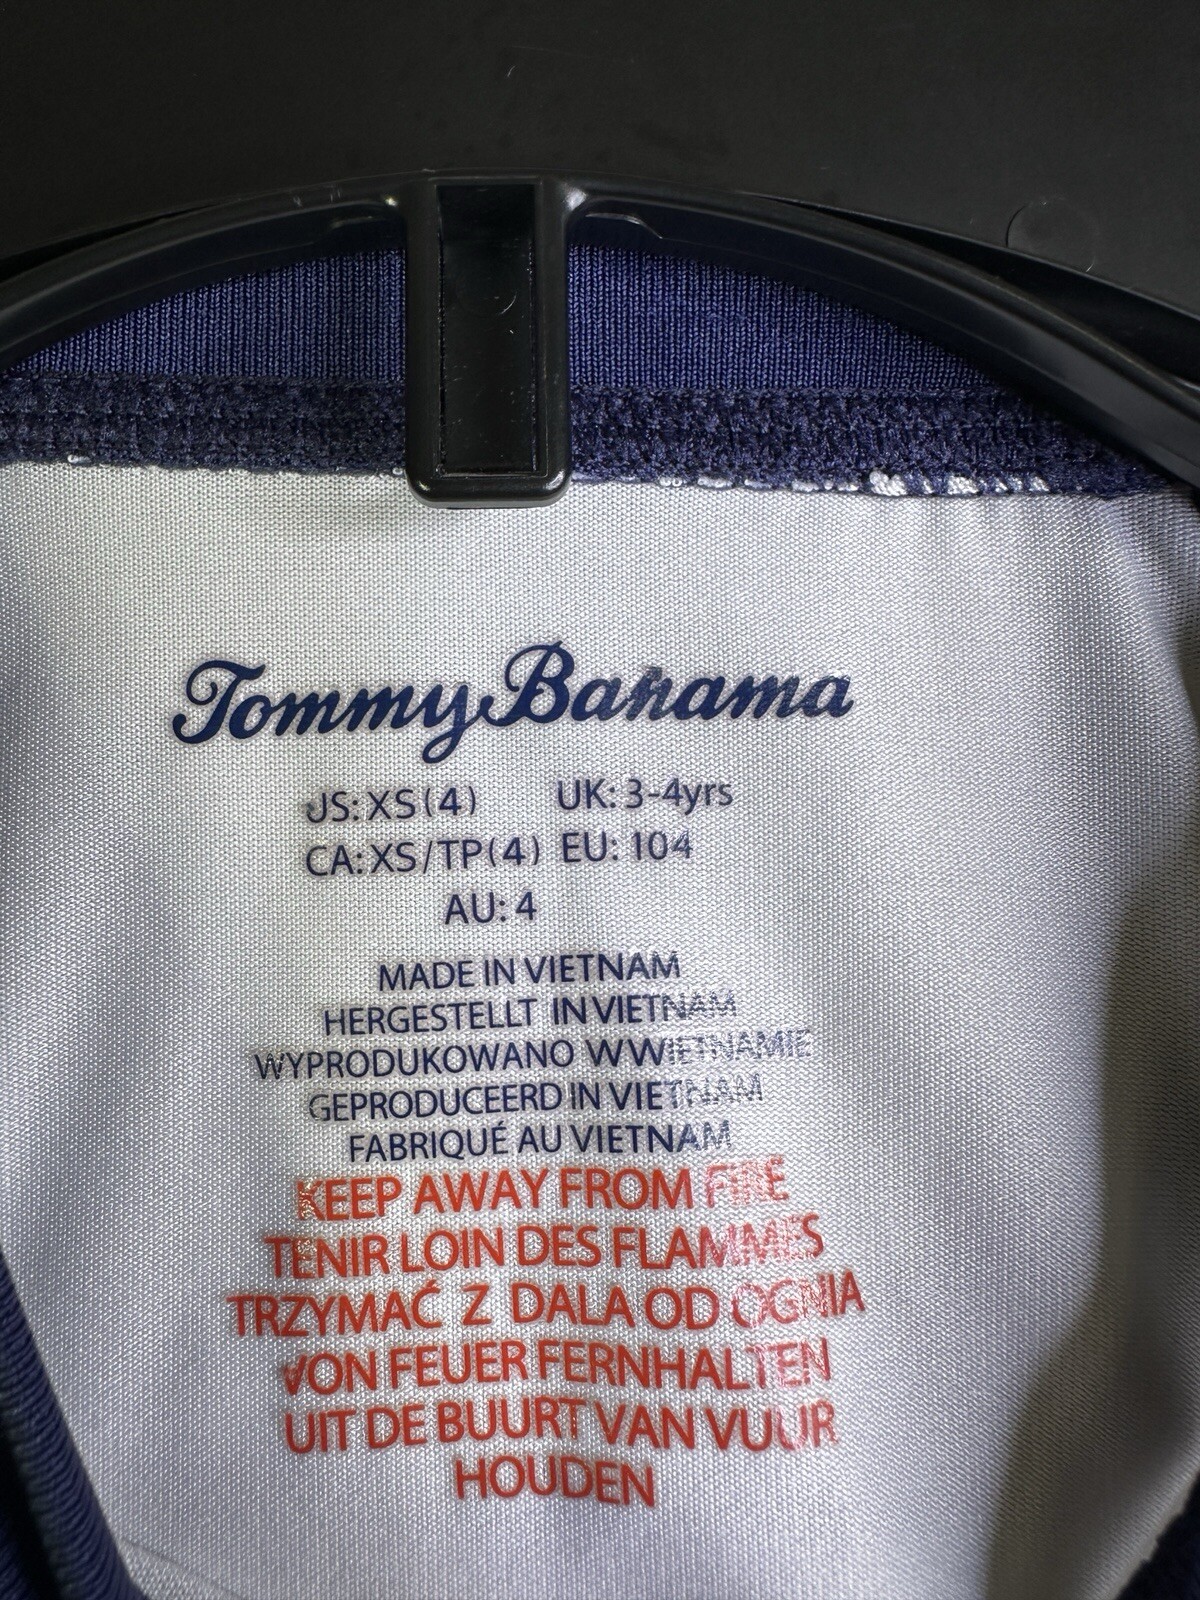 Tommy Bahama
US: XS(4) UK: 3-4yrs
CA: XS/TP(4) EU: 104
AU: 4
MADE IN VIETNAM
HERGESTELLT IN VIETNAM
WYPRODUKOWANO W WIETNAMIE
GEPRODUCEERD IN VIETNAM
FABRIQUÉ AU VIETNAM
KEEP AWAY FROM FIRE
TENIR LOIN DES FLAMMES
TRZYMAĆ Z DALA OD OGNIA
VON FEUER FERNHALTEN
UIT DE BUURT VAN VUUR
HOUDEN